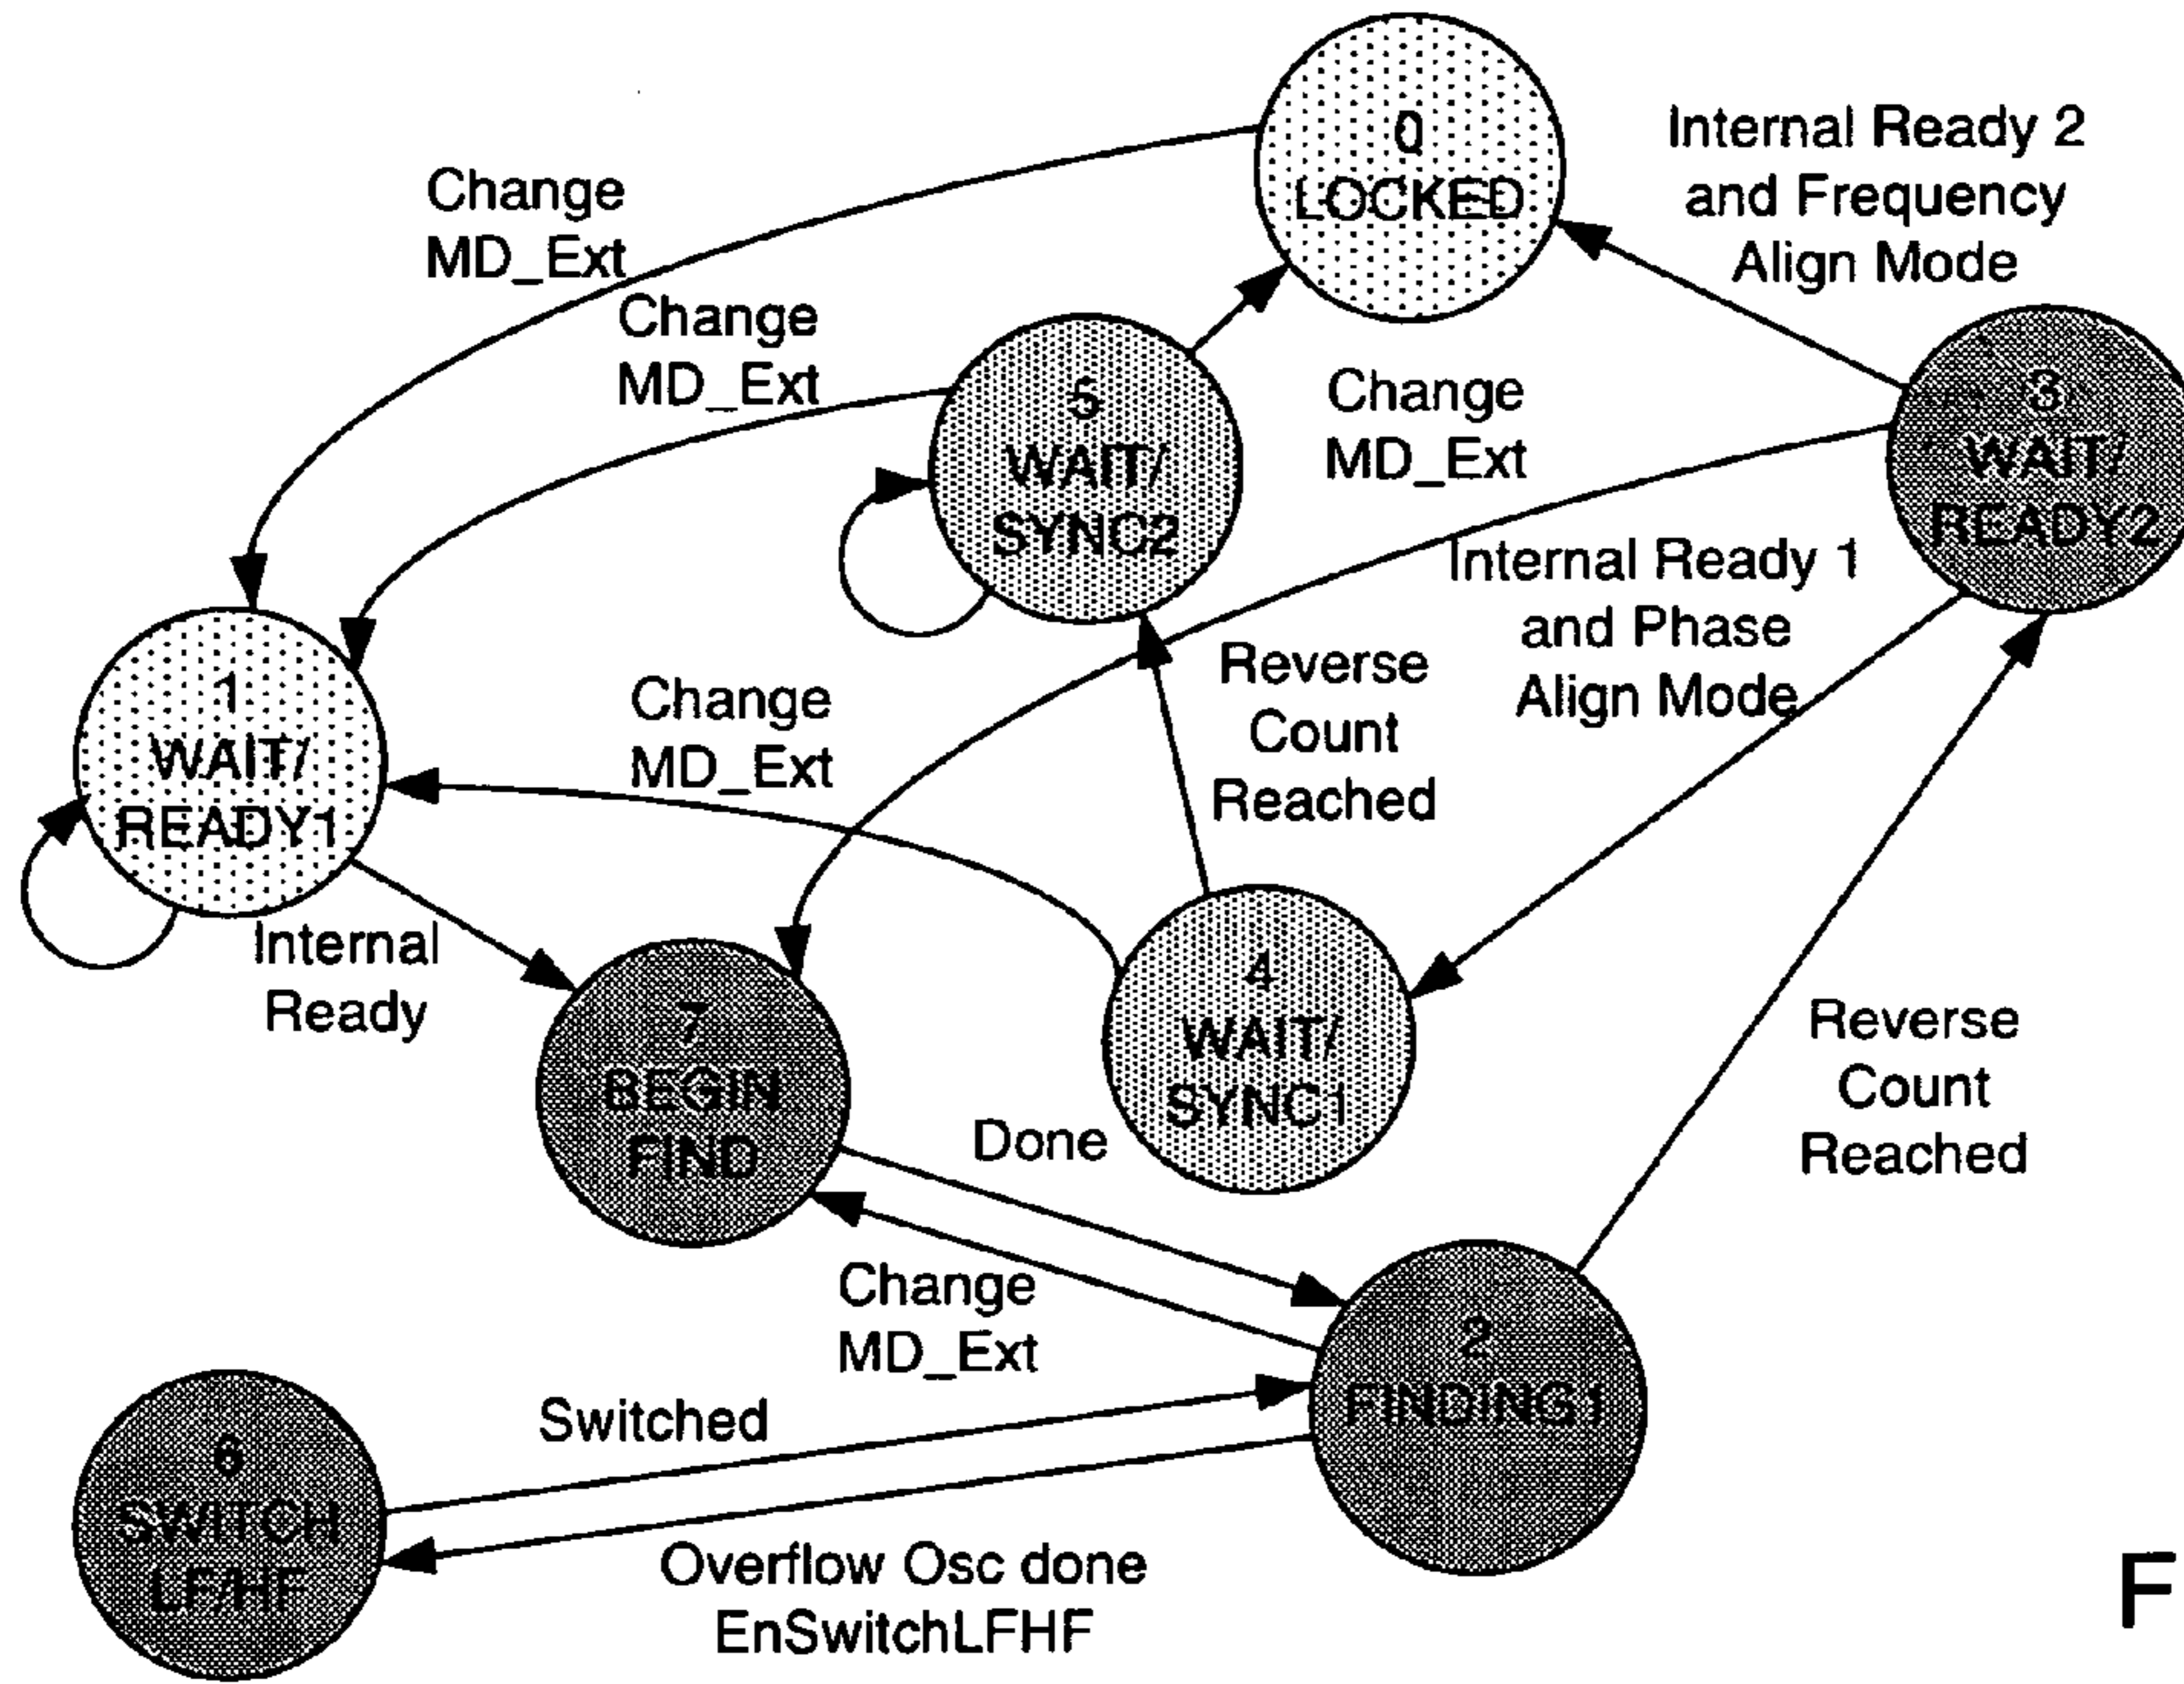 0
LOCKED
Internal Ready 2
and Frequency
Align Mode
Change
MD_Ext
Change
MD_Ext
5
WAIT/
SYNC2
Change
MD_Ext
3
WAIT/
READY2
Internal Ready 1
and Phase
Align Mode
1
WAIT/
READY1
Change
MD_Ext
Reverse
Count
Reached
Internal
Ready
7
BEGIN
FIND
4
WAIT/
SYNC1
Done
Reverse
Count
Reached
Change
MD_Ext
2
FINDING1
Switched
6
SWITCH
LF/HF
Overflow Osc done
EnSwitchLFHF
F